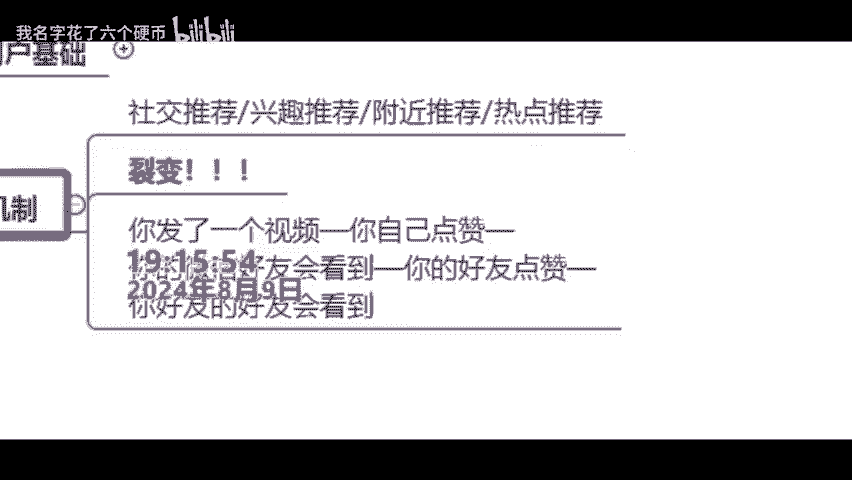 我名字花了六个硬币 bilibili
户基础
社交推荐/兴趣推荐/附近推荐/热点推荐
裂变！！！
机制
你发了一个视频—你自己点赞—
19:15:54
好友会看到—你的好友点赞—
2024年8月9日
你好友的好友会看到